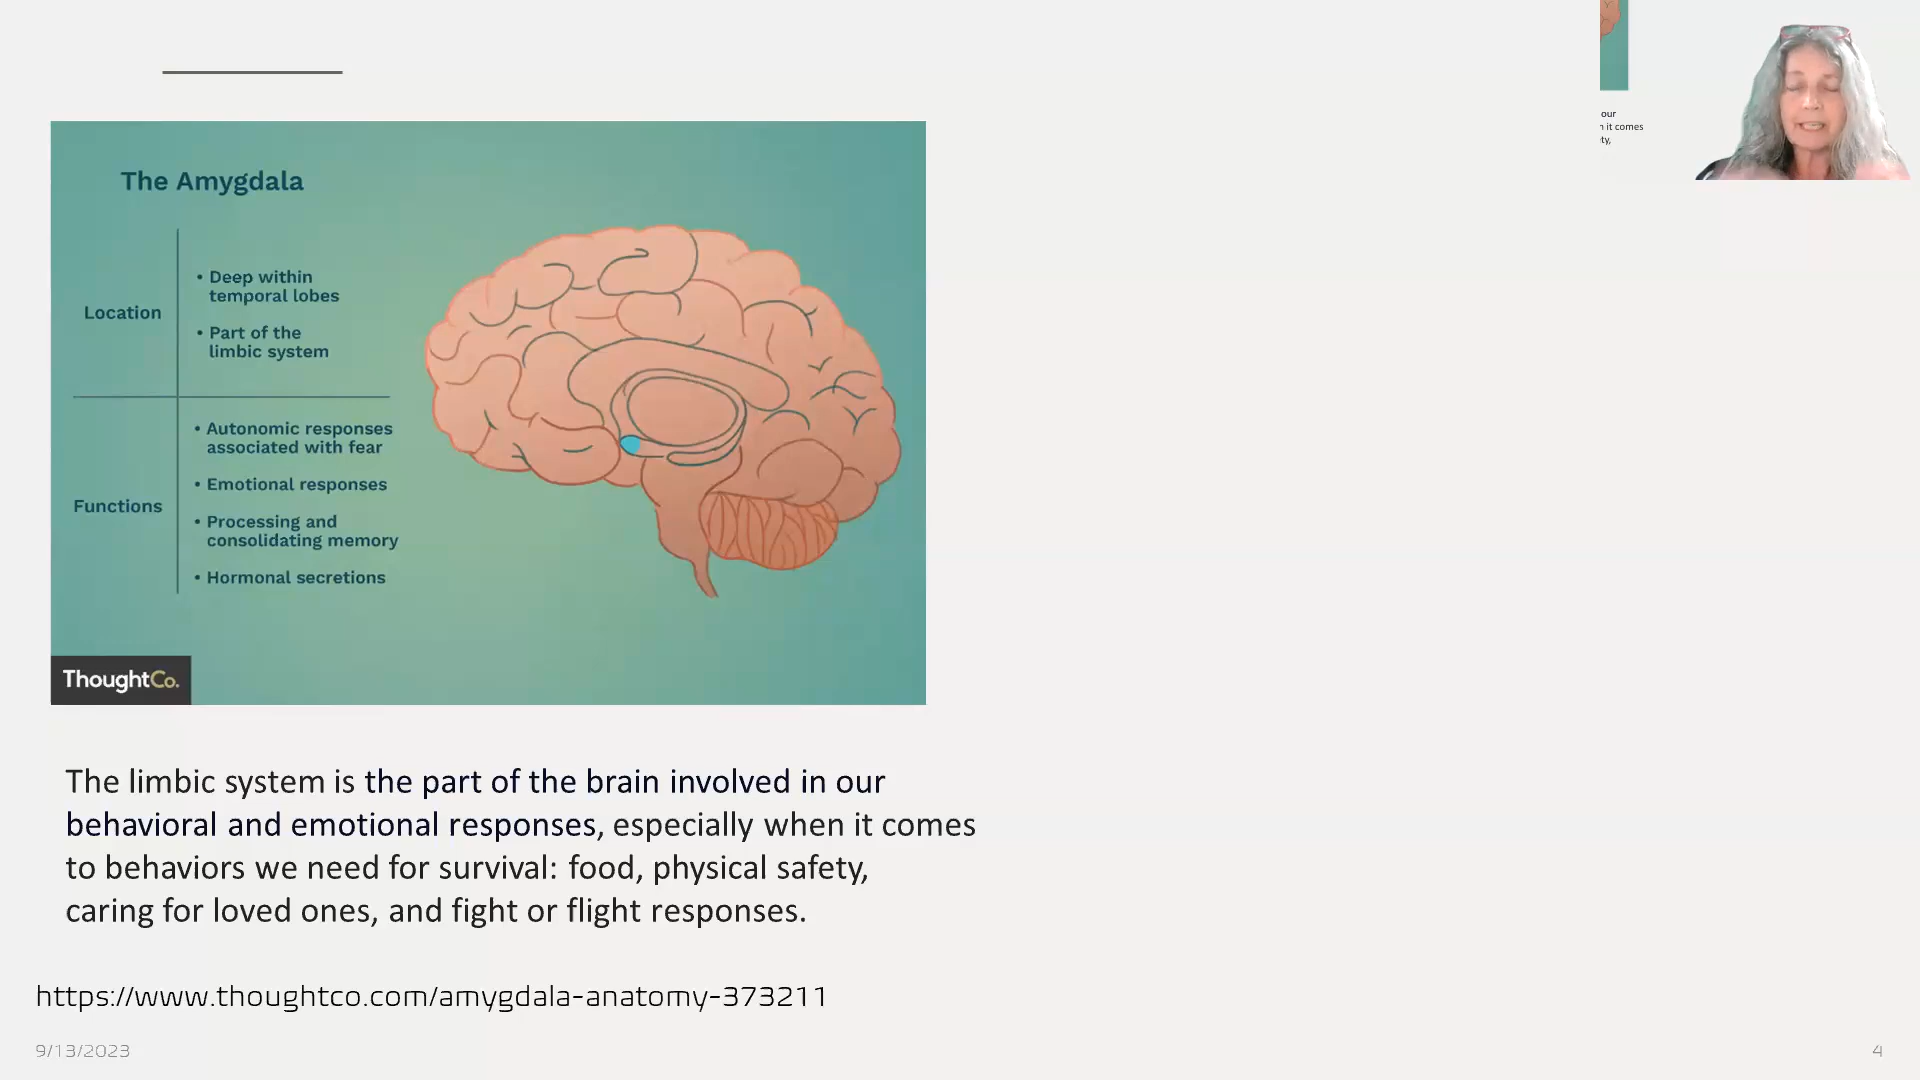 our
it comes
ty,
The Amygdala
Location
• Deep within
temporal lobes
• Part of the
limbic system
Functions
• Autonomic responses
associated with fear
• Emotional responses
• Processing and
consolidating memory
• Hormonal secretions
ThoughtCo.
The limbic system is the part of the brain involved in our
behavioral and emotional responses, especially when it comes
to behaviors we need for survival: food, physical safety,
caring for loved ones, and fight or flight responses.
https://www.thoughtco.com/amygdala-anatomy-373211
9/13/2023
4